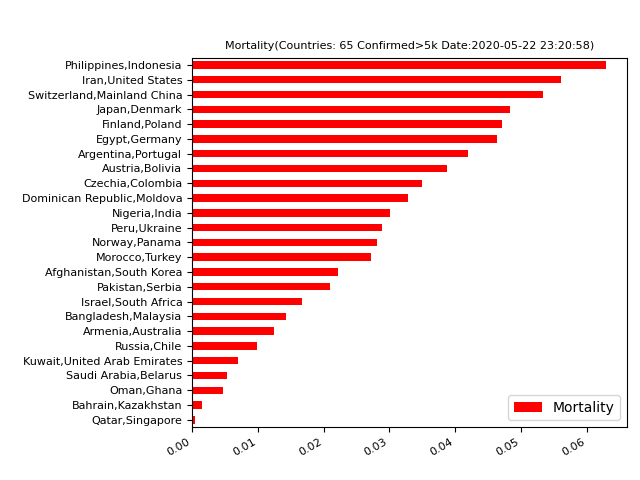 Mortality(Countries: 65 Confirmed>5k Date:2020-05-22 23:20:58)
Philippines,Indonesia
Iran,United States
Switzerland,Mainland China
Japan,Denmark
Finland,Poland
Egypt,Germany
Argentina,Portugal
Austria,Bolivia
Czechia,Colombia
Dominican Republic,Moldova
Nigeria,India
Peru,Ukraine
Norway,Panama
Morocco,Turkey
Afghanistan,South Korea
Pakistan,Serbia
Israel,South Africa
Bangladesh,Malaysia
Armenia,Australia
Russia,Chile
Kuwait,United Arab Emirates
Saudi Arabia,Belarus
Oman,Ghana
Bahrain,Kazakhstan
Qatar,Singapore
Mortality
0.00 0.01 0.02 0.03 0.04 0.05 0.06